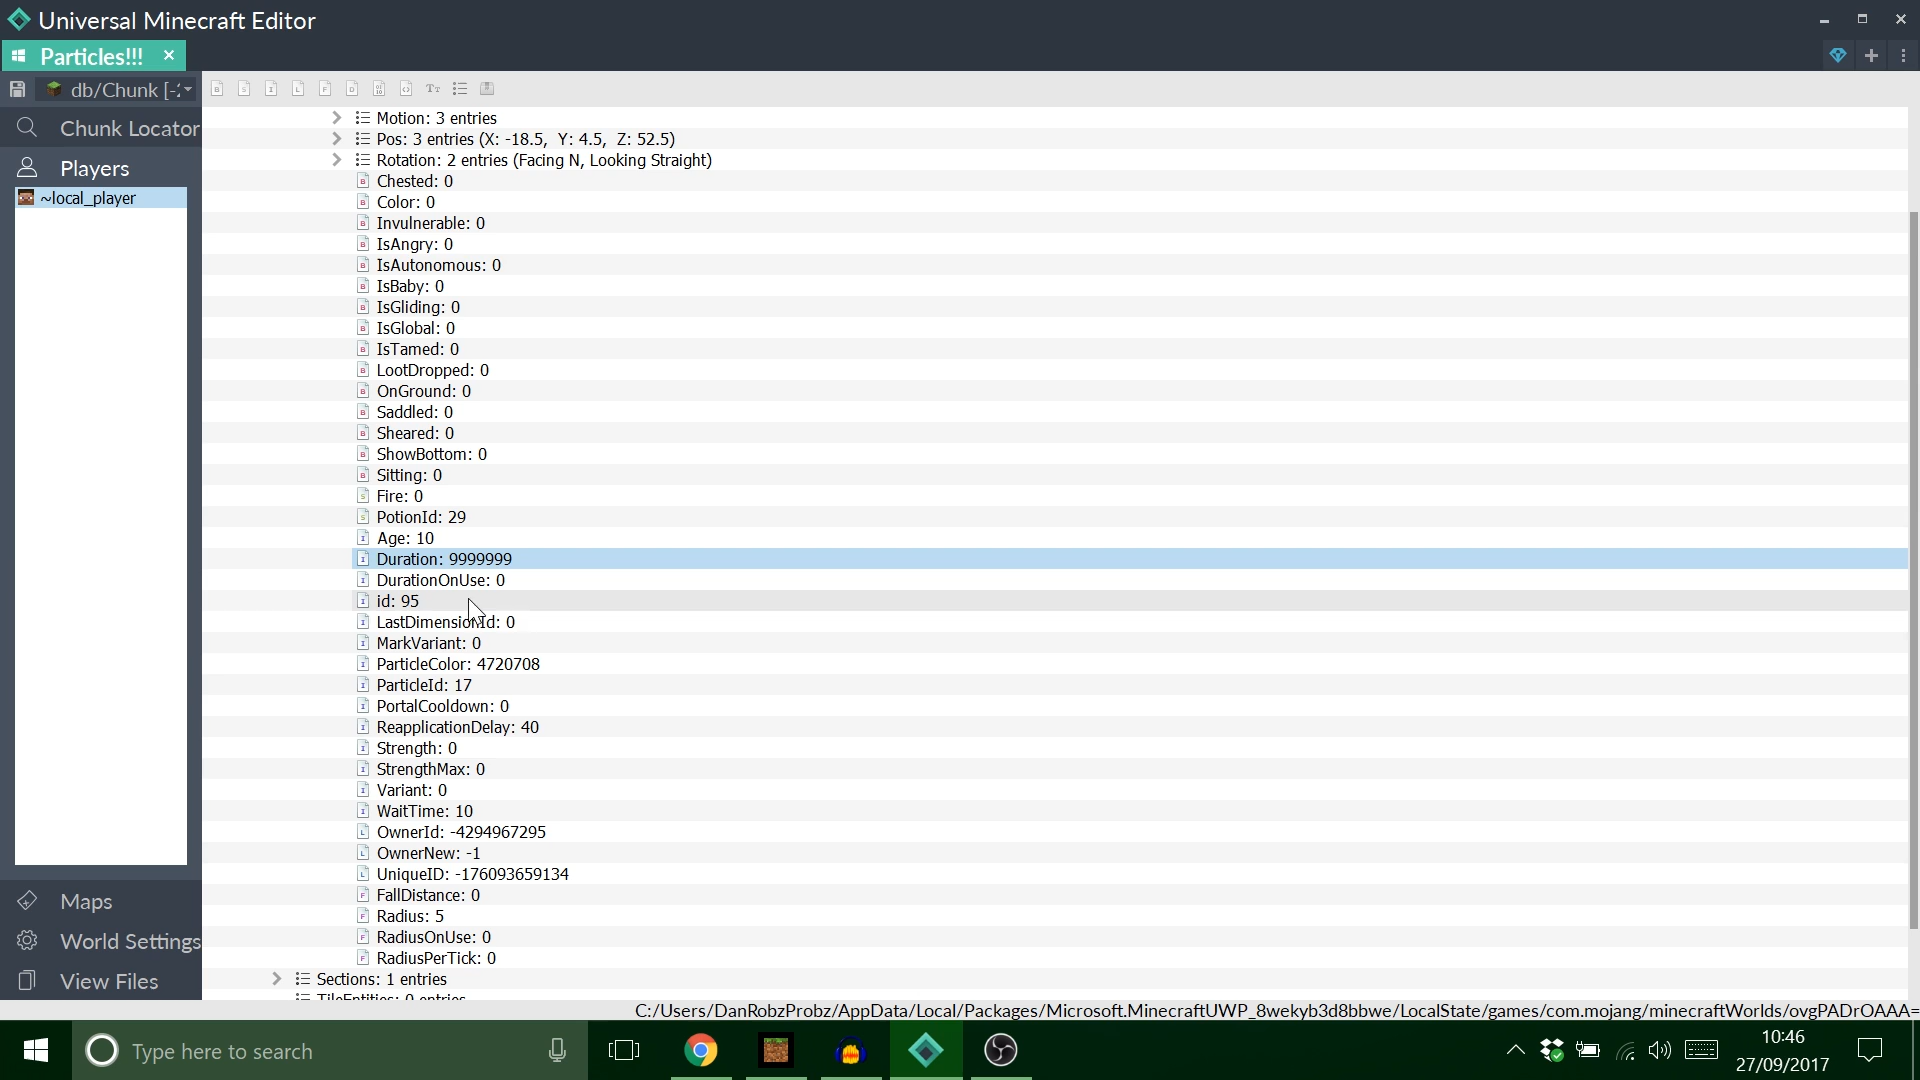 Universal Minecraft Editor
Particles!!!
db/Chunk [-
Chunk Locator
Players
~local_player
Maps
World Settings
View Files
Motion: 3 entries
Pos: 3 entries (X: -18.5, Y: 4.5, Z: 52.5)
Rotation: 2 entries (Facing N, Looking Straight)
Chested: 0
Color: 0
Invulnerable: 0
IsAngry: 0
IsAutonomous: 0
IsBaby: 0
IsGliding: 0
IsGlobal: 0
IsTamed: 0
LootDropped: 0
OnGround: 0
Saddled: 0
Sheared: 0
ShowBottom: 0
Sitting: 0
Fire: 0
PotionId: 29
Age: 10
Duration: 9999999
DurationOnUse: 0
id: 95
LastDimensionId: 0
MarkVariant: 0
ParticleColor: 4720708
ParticleId: 17
PortalCooldown: 0
ReapplicationDelay: 40
Strength: 0
StrengthMax: 0
Variant: 0
WaitTime: 10
OwnerId: -4294967295
OwnerNew: -1
UniqueID: -176093659134
FallDistance: 0
Radius: 5
RadiusOnUse: 0
RadiusPerTick: 0
Sections: 1 entries
TileEntities: 0 entries
C:/Users/DanRobzProbz/AppData/Local/Packages/Microsoft.MinecraftUWP_8wekyb3d8bbwe/LocalState/games/com.mojang/minecraftWorlds/ovgPADrOAAA=
Type here to search
10:46
27/09/2017